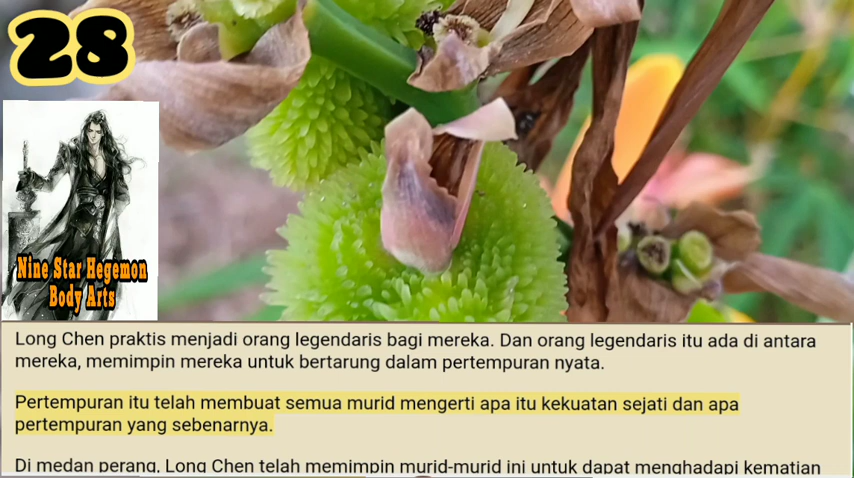 28
Nine Star Hegemon
Body Arts
Long Chen praktis menjadi orang legendaris bagi mereka. Dan orang legendaris itu ada di antara
mereka, memimpin mereka untuk bertarung dalam pertempuran nyata.
Pertempuran itu telah membuat semua murid mengerti apa itu kekuatan sejati dan apa
pertempuran yang sebenarnya.
Di medan perang, Long Chen telah memimpin murid-murid ini untuk dapat menghadapi kematian